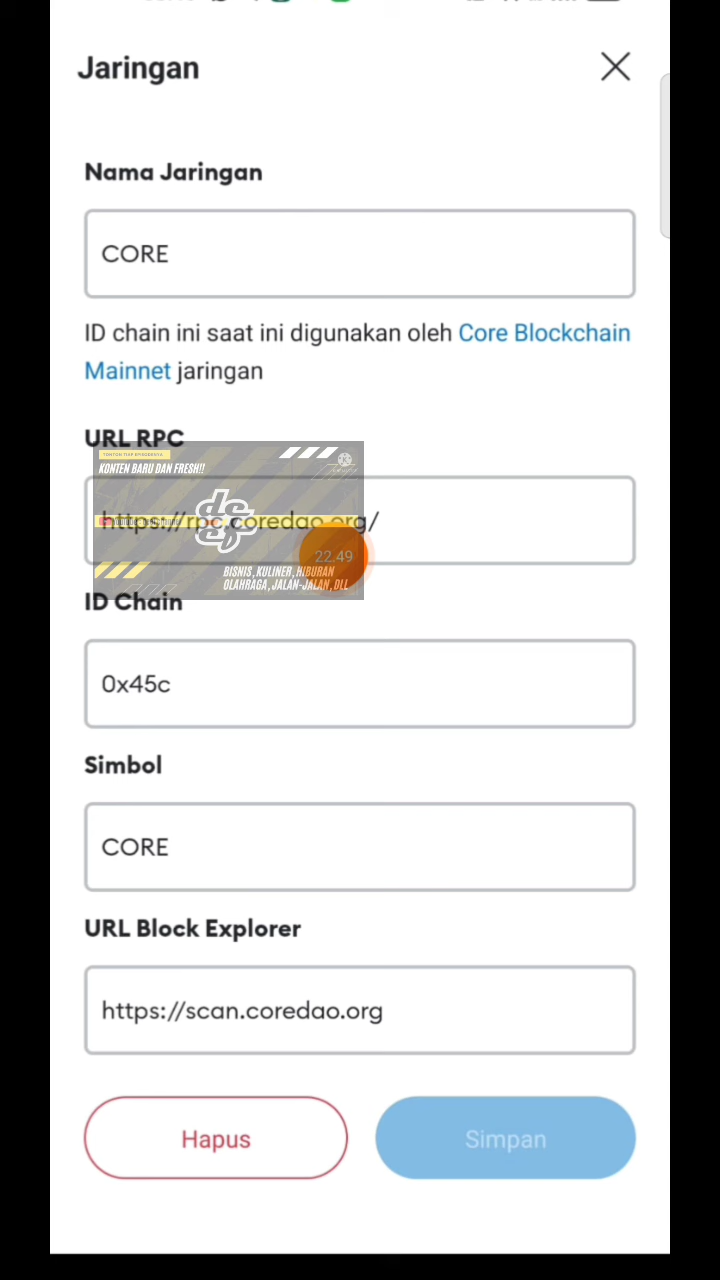 Jaringan
Nama Jaringan
CORE
ID chain ini saat ini digunakan oleh Core Blockchain
Mainnet jaringan
URL RPC
KONTEN BARU DAN FRESH!!
https://rpc.coredao.org/
22.49
BISNIS, KULINER, HIBURAN
OLAHRAGA, JALAN-JALAN, DLL
ID Chain
0x45c
Simbol
CORE
URL Block Explorer
https://scan.coredao.org
Hapus
Simpan